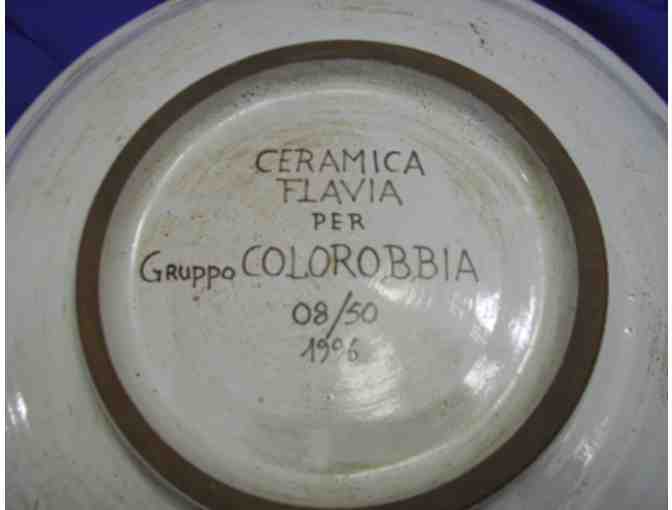 CERAMICA
FLAVIA
PER
GRUPPO COLOROBBIA
08/50
1996